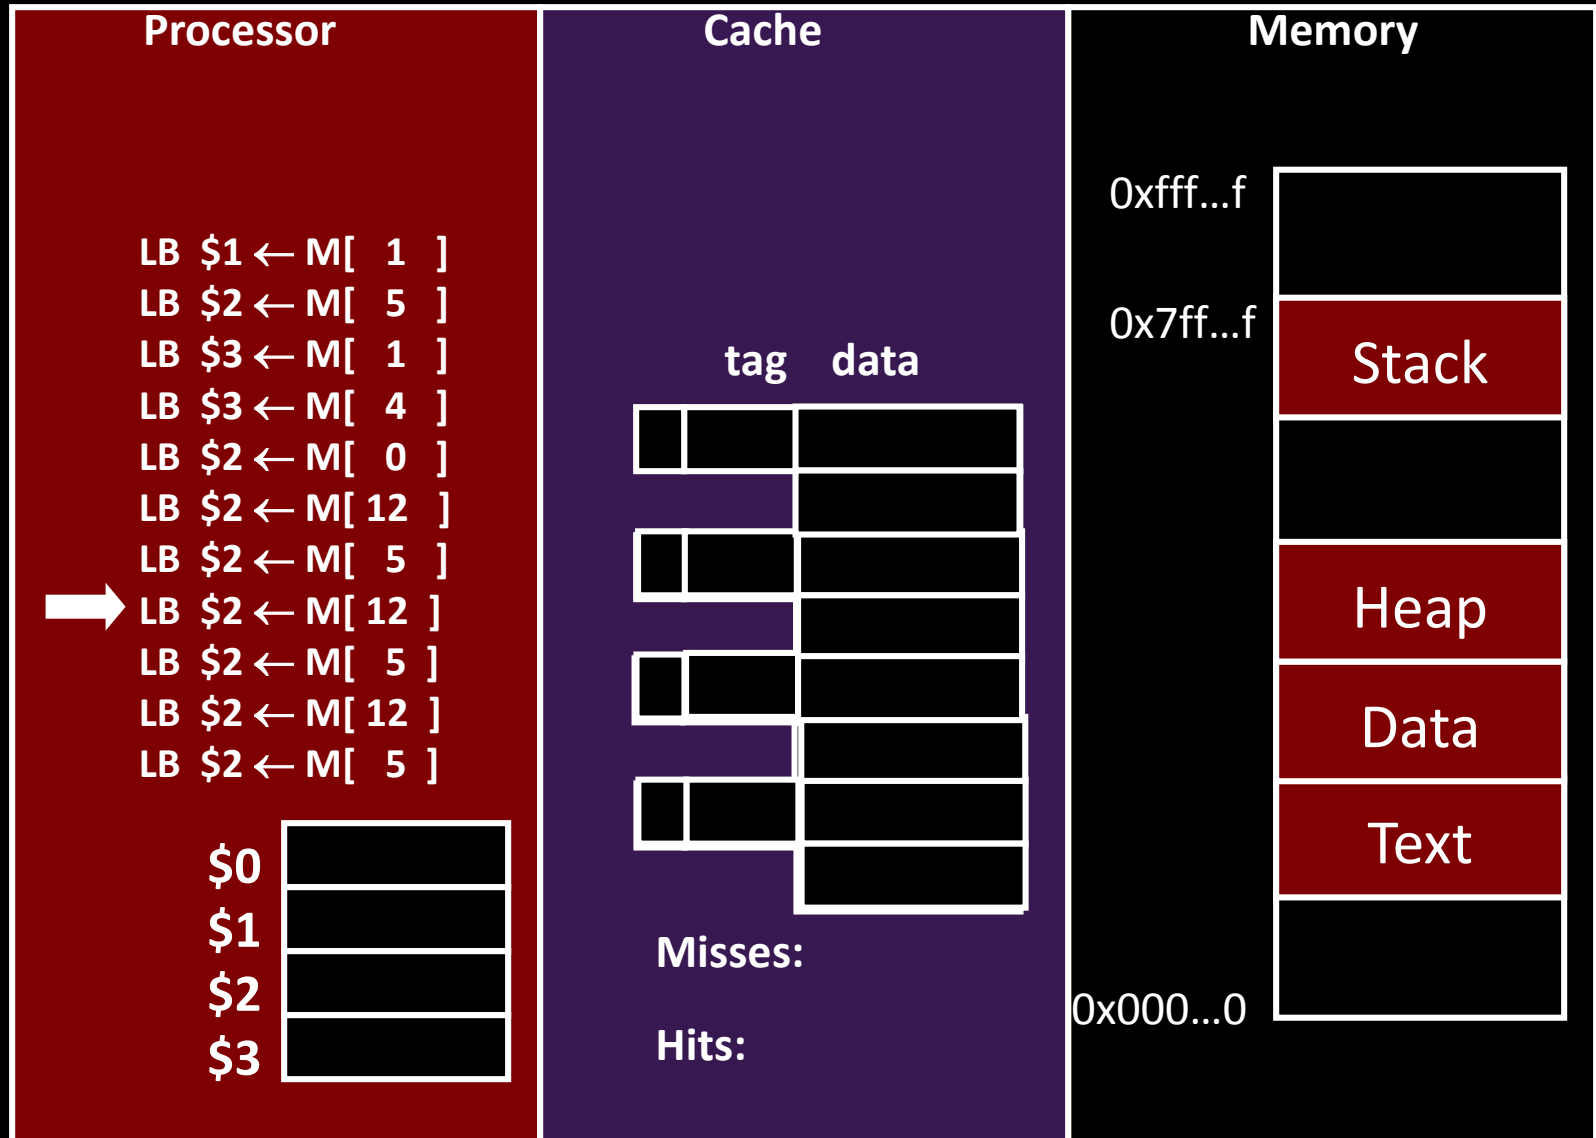 Processor
LB $1 ← M[ 1 ]
LB $2 ← M[ 5 ]
LB $3 ← M[ 1 ]
LB $3 ← M[ 4 ]
LB $2 ← M[ 0 ]
LB $2 ← M[ 12 ]
LB $2 ← M[ 5 ]
LB $2 ← M[ 12 ]
LB $2 ← M[ 5 ]
LB $2 ← M[ 12 ]
LB $2 ← M[ 5 ]
$0
$1
$2
$3
Cache
tag data
Misses:
Hits:
Memory
0xfff…f
0x7ff…f
Stack
Heap
Data
Text
0x000…0